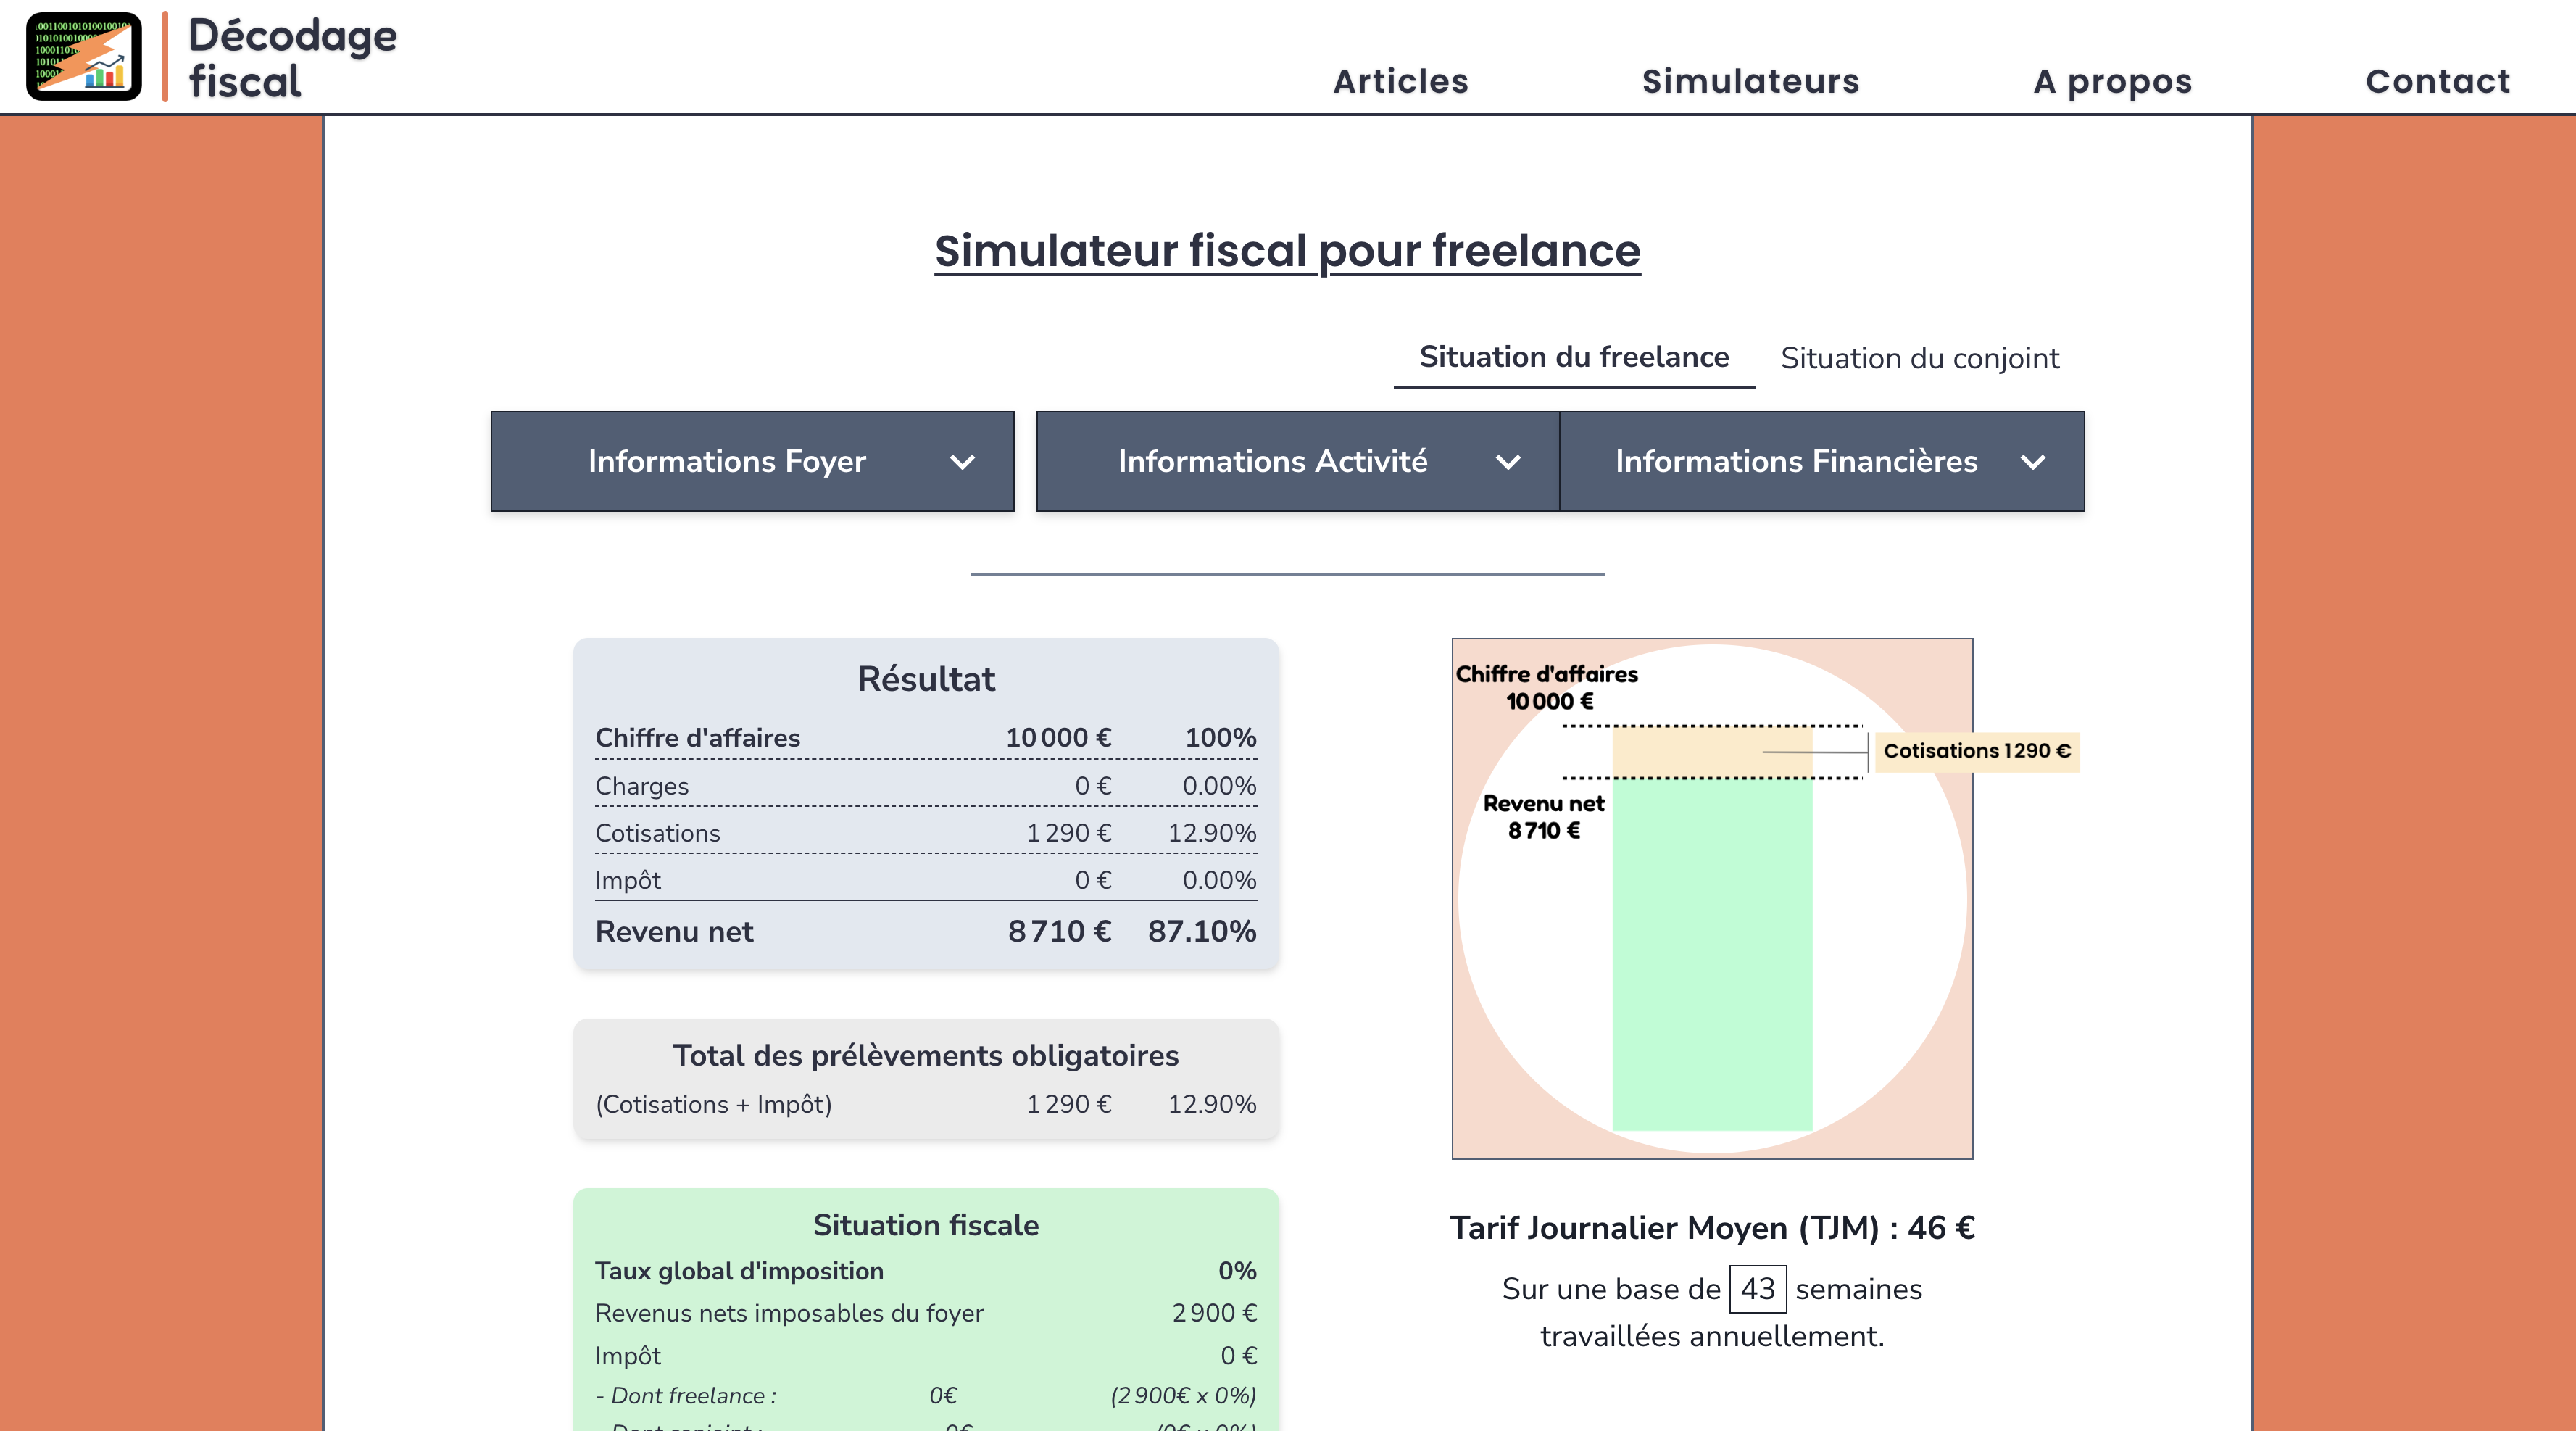 Décodage
fiscal
Articles
Simulateurs
A propos
Contact
Simulateur fiscal pour freelance
Situation du freelance
Situation du conjoint
Informations Foyer
Informations Activité
Informations Financières
Résultat
Chiffre d'affaires 10 000 € 100%
Charges 0 € 0.00%
Cotisations 1 290 € 12.90%
Impôt 0 € 0.00%
Revenu net 8 710 € 87.10%
Total des prélèvements obligatoires
(Cotisations + Impôt) 1 290 € 12.90%
Situation fiscale
Taux global d'imposition 0%
Revenus nets imposables du foyer 2 900 €
Impôt 0 €
- Dont freelance : 0€ (2 900€ x 0%)
- Dont conjoint : 0€ (0€ x 0%)
Chiffre d'affaires
10 000 €
Cotisations 1 290 €
Revenu net
8 710 €
Tarif Journalier Moyen (TJM) : 46 €
Sur une base de 43 semaines
travaillées annuellement.